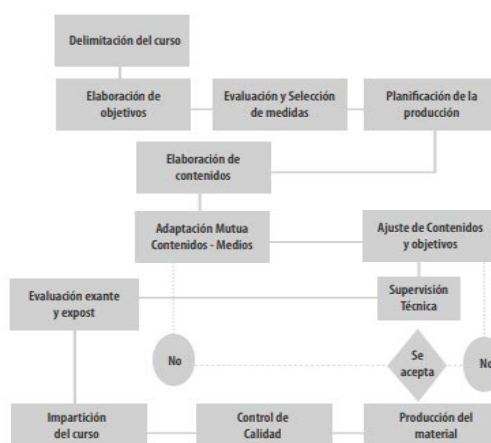 Delimitación del curso
Elaboración de
objetivos
Evaluación y Selección
de medidas
Planificación de la
producción
Elaboración de
contenidos
Adaptación Mutua
Contenidos - Medios
Ajuste de Contenidos
y objetivos
Evaluación exante
y expost
Supervisión
Técnica
No
Se
acepta
No
Impartición
del curso
Control de
Calidad
Producción del
material